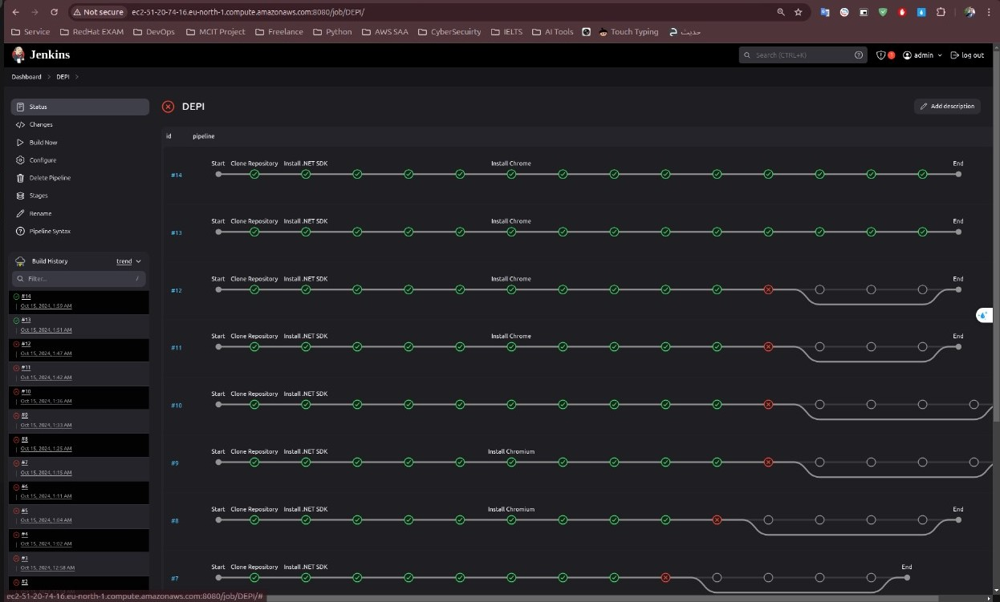 Not secure ec2-51-20-74-16.eu-north-1.compute.amazonaws.com:8080/job/DEPI/
Service RedHat EXAM DevOps MCIT Project Freelance Python AWS SAA CyberSecuirty IELTS AI Tools Touch Typing حديث
Jenkins Search (CTRL+K) ? 1 admin log out
Dashboard > DEPI >
Status
Changes
Build Now
Configure
Delete Pipeline
Stages
Rename
Pipeline Syntax
Build History trend
Filter... /
#14
Oct 15, 2024, 1:59 AM
#13
Oct 15, 2024, 1:51 AM
#12
Oct 15, 2024, 1:47 AM
#11
Oct 15, 2024, 1:42 AM
#10
Oct 15, 2024, 1:36 AM
#9
Oct 15, 2024, 1:33 AM
#8
Oct 15, 2024, 1:25 AM
#7
Oct 15, 2024, 1:15 AM
#6
Oct 15, 2024, 1:11 AM
#5
Oct 15, 2024, 1:04 AM
#4
Oct 15, 2024, 1:02 AM
#3
Oct 15, 2024, 12:58 AM
#2
DEPI Add description
id pipeline
Start Clone Repository Install .NET SDK Install Chrome End
#14
Start Clone Repository Install .NET SDK Install Chrome End
#13
Start Clone Repository Install .NET SDK Install Chrome End
#12
Start Clone Repository Install .NET SDK Install Chrome End
#11
Start Clone Repository Install .NET SDK
#10
Start Clone Repository Install .NET SDK Install Chromium
#9
Start Clone Repository Install .NET SDK Install Chromium End
#8
Start Clone Repository Install .NET SDK End
#7
ec2-51-20-74-16.eu-north-1.compute.amazonaws.com:8080/job/DEPI/#